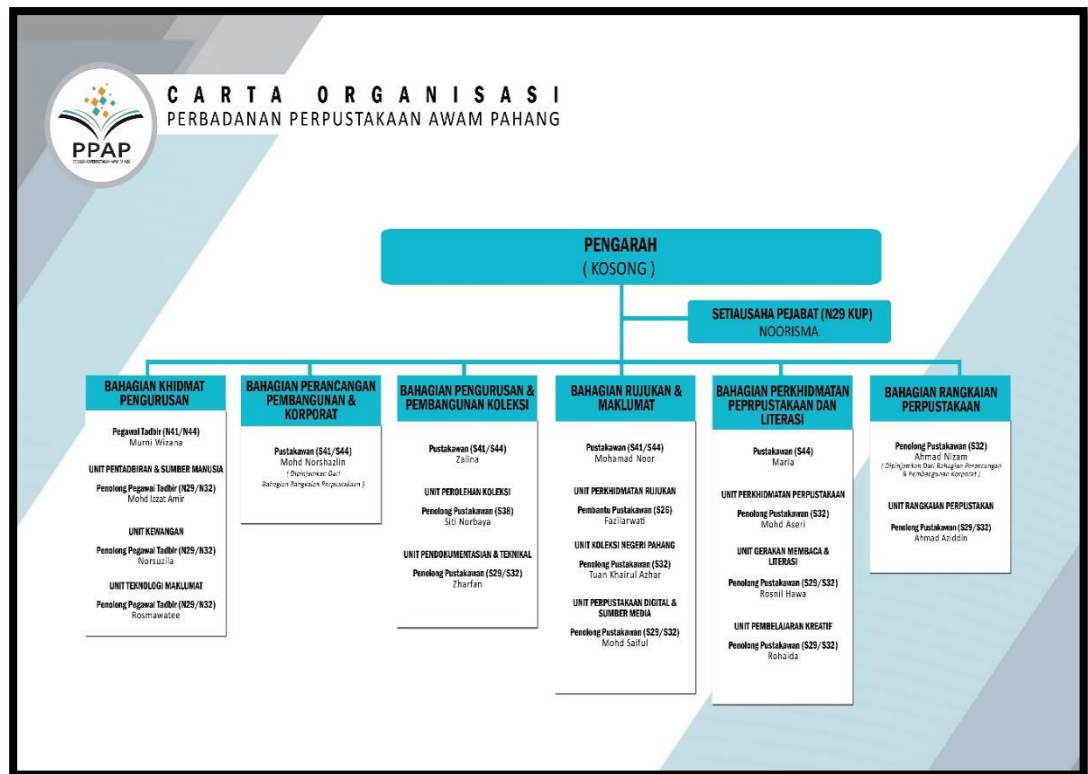 CARTA ORGANISASI
PERBADANAN PERPUSTAKAAN AWAM PAHANG
PPAP
PENGARAH
( KOSONG )
SETIAUSAHA PEJABAT (N29 KUP)
NOORISMA
BAHAGIAN KHIDMAT
PENGURUSAN
Pegawai Tadbir (N41/N44)
Murni Wizana
UNIT PENTADBIRAN & SUMBER MANUSIA
Penolong Pegawai Tadbir (N29/N32)
Mohd Izzat Amir
UNIT KEWANGAN
Penolong Pegawai Tadbir (N29/N32)
Norsuzila
UNIT TEKNOLOGI MAKLUMAT
Penolong Pegawai Tadbir (N29/N32)
Rosmawatee
BAHAGIAN PERANCANGAN
PEMBANGUNAN &
KORPORAT
Pustakawan (S41/S44)
Mohd Norshazlin
( Dipinjamkan Dari
Bahagian Rangkaian Perpustakaan )
BAHAGIAN PENGURUSAN &
PEMBANGUNAN KOLEKSI
Pustakawan (S41/S44)
Zalina
UNIT PEROLEHAN KOLEKSI
Penolong Pustakawan (S38)
Siti Norbaya
UNIT PENDOKUMENTASIAN & TEKNIKAL
Penolong Pustakawan (S29/S32)
Zharfan
BAHAGIAN RUJUKAN &
MAKLUMAT
Pustakawan (S41/S44)
Mohamad Noor
UNIT PERKHIDMATAN RUJUKAN
Pembantu Pustakawan (S26)
Fazilarwati
UNIT KOLEKSI NEGERI PAHANG
Penolong Pustakawan (S32)
Tuan Khairul Azhar
UNIT PERPUSTAKAAN DIGITAL &
SUMBER MEDIA
Penolong Pustakawan (S29/S32)
Mohd Saiful
BAHAGIAN PERKHIDMATAN
PEPRPUSTAKAAN DAN
LITERASI
Pustakawan (S44)
Maria
UNIT PERKHIDMATAN PERPUSTAKAAN
Penolong Pustakawan (S32)
Mohd Aseri
UNIT GERAKAN MEMBACA &
LITERASI
Penolong Pustakawan (S29/S32)
Rosnil Hawa
UNIT PEMBELAJARAN KREATIF
Penolong Pustakawan (S29/S32)
Rohaida
BAHAGIAN RANGKAIAN
PERPUSTAKAAN
Penolong Pustakawan (S32)
Ahmad Nizam
( Dipinjamkan Dari Bahagian Perancangan
& Pembangunan Korporat )
UNIT RANGKAIAN PERPUSTAKAN
Penolong Pustakawan (S29/S32)
Ahmad Aziddin